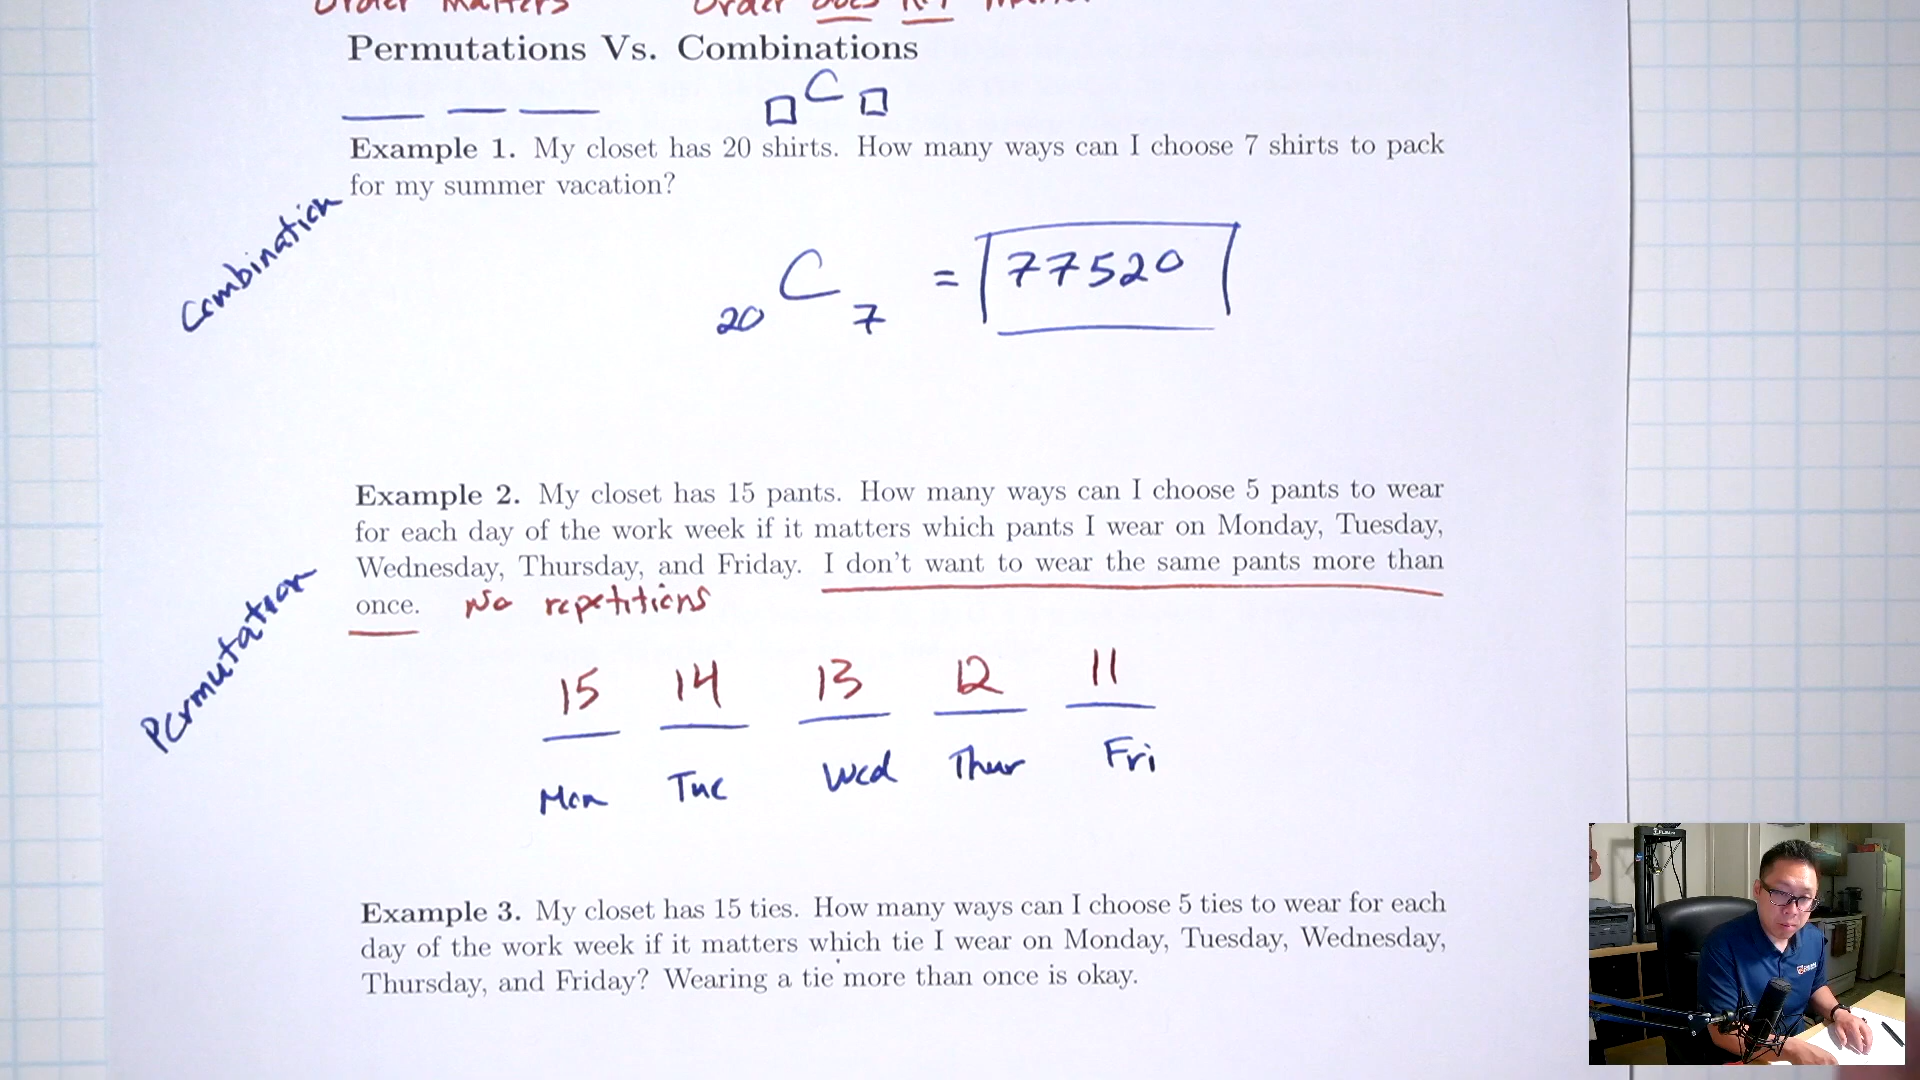 Order Matters Order Does Not
Permutations Vs. Combinations
□ C □
Example 1. My closet has 20 shirts. How many ways can I choose 7 shirts to pack
for my summer vacation?
Combination
20 C 7 = 77520
Example 2. My closet has 15 pants. How many ways can I choose 5 pants to wear
for each day of the work week if it matters which pants I wear on Monday, Tuesday,
Wednesday, Thursday, and Friday. I don't want to wear the same pants more than
once. No repetitions
Permutation
15 14 13 12 11
Mon Tue Wed Thur Fri
Example 3. My closet has 15 ties. How many ways can I choose 5 ties to wear for each
day of the work week if it matters which tie I wear on Monday, Tuesday, Wednesday,
Thursday, and Friday? Wearing a tie more than once is okay.